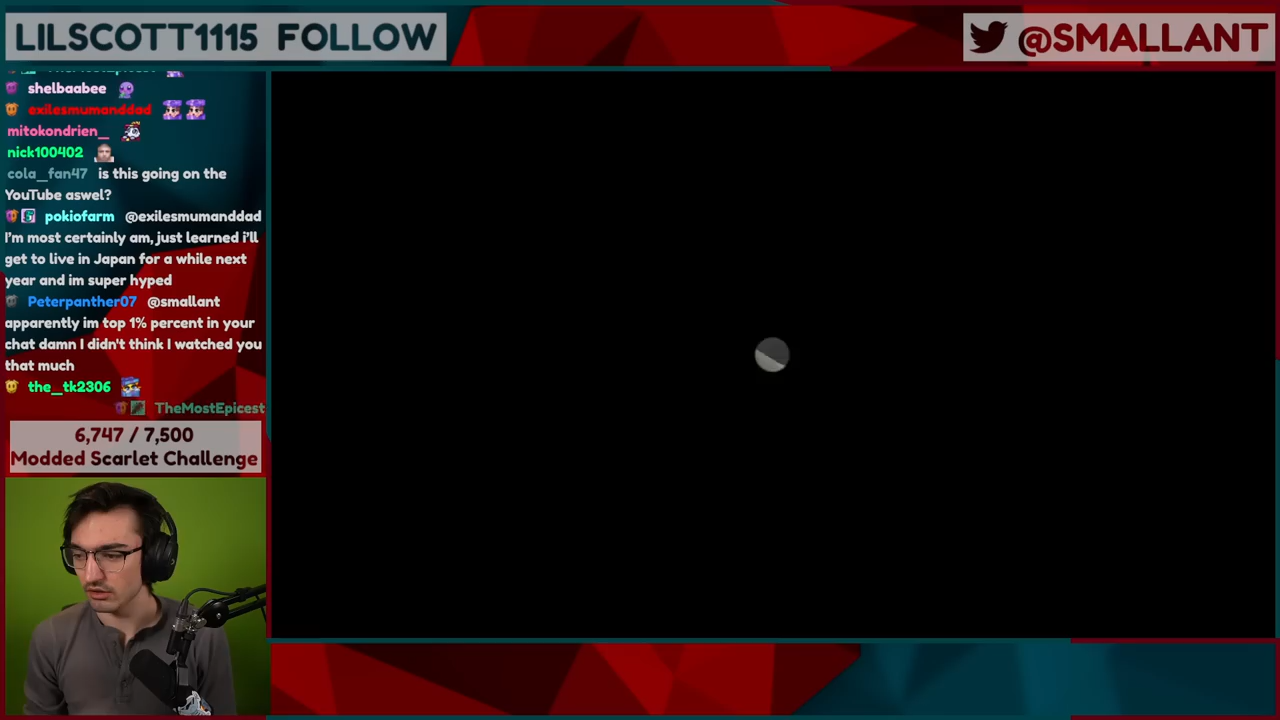 LILSCOTT1115 FOLLOW
@SMALLANT
shelbaabee
exilesmumanddad
mitokondrien_
nick100402
cola_fan47 is this going on the
YouTube aswel?
pokiofarm @exilesmumanddad
I'm most certainly am, just learned i'll
get to live in Japan for a while next
year and im super hyped
Peterpanther07 @smallant
apparently im top 1% percent in your
chat damn I didn't think I watched you
that much
the_tk2306
TheMostEpicest
6,747 / 7,500
Modded Scarlet Challenge